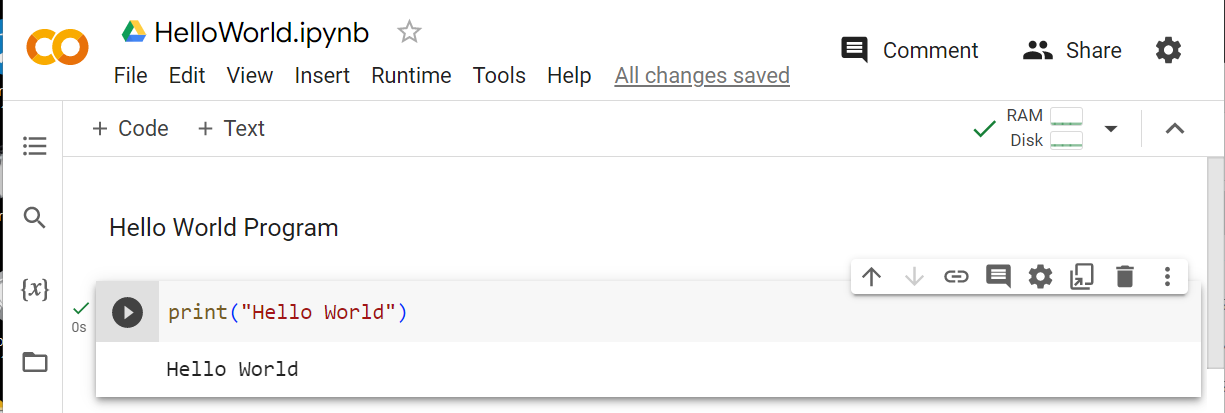 HelloWorld.ipynb
File Edit View Insert Runtime Tools Help All changes saved
Comment Share
+ Code + Text
RAM
Disk
Hello World Program
{x}
print("Hello World")
0s
Hello World